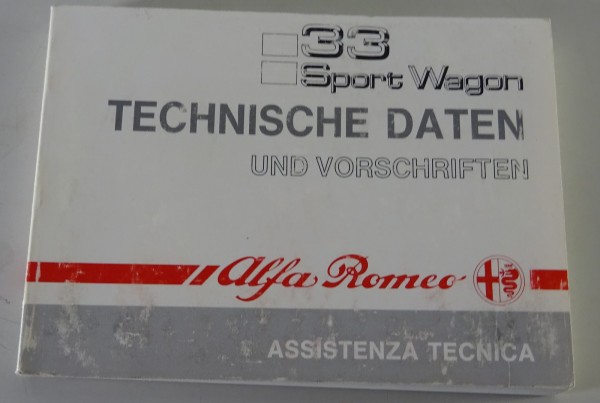 33
Sport Wagon
TECHNISCHE DATEN
UND VORSCHRIFTEN
Alfa Romeo
ASSISTENZA TECNICA